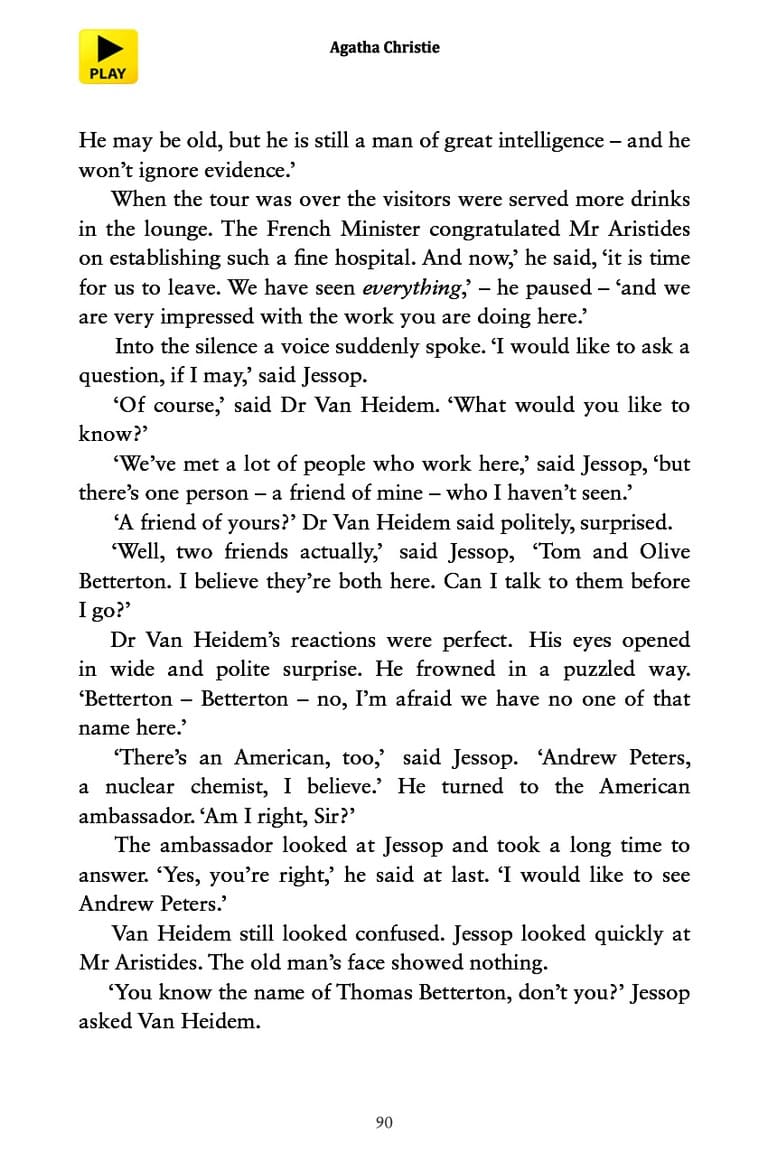 PLAY
Agatha Christie
He may be old, but he is still a man of great intelligence – and he
won’t ignore evidence.’
When the tour was over the visitors were served more drinks
in the lounge. The French Minister congratulated Mr Aristides
on establishing such a fine hospital. And now,’ he said, ‘it is time
for us to leave. We have seen everything,’ – he paused – ‘and we
are very impressed with the work you are doing here.’
Into the silence a voice suddenly spoke. ‘I would like to ask a
question, if I may,’ said Jessop.
‘Of course,’ said Dr Van Heidem. ‘What would you like to
know?’
‘We’ve met a lot of people who work here,’ said Jessop, ‘but
there’s one person – a friend of mine – who I haven’t seen.’
‘A friend of yours?’ Dr Van Heidem said politely, surprised.
‘Well, two friends actually,’ said Jessop, ‘Tom and Olive
Betterton. I believe they’re both here. Can I talk to them before
I go?’
Dr Van Heidem’s reactions were perfect. His eyes opened
in wide and polite surprise. He frowned in a puzzled way.
‘Betterton – Betterton – no, I’m afraid we have no one of that
name here.’
‘There’s an American, too,’ said Jessop. ‘Andrew Peters,
a nuclear chemist, I believe.’ He turned to the American
ambassador. ‘Am I right, Sir?’
The ambassador looked at Jessop and took a long time to
answer. ‘Yes, you’re right,’ he said at last. ‘I would like to see
Andrew Peters.’
Van Heidem still looked confused. Jessop looked quickly at
Mr Aristides. The old man’s face showed nothing.
‘You know the name of Thomas Betterton, don’t you?’ Jessop
asked Van Heidem.
90